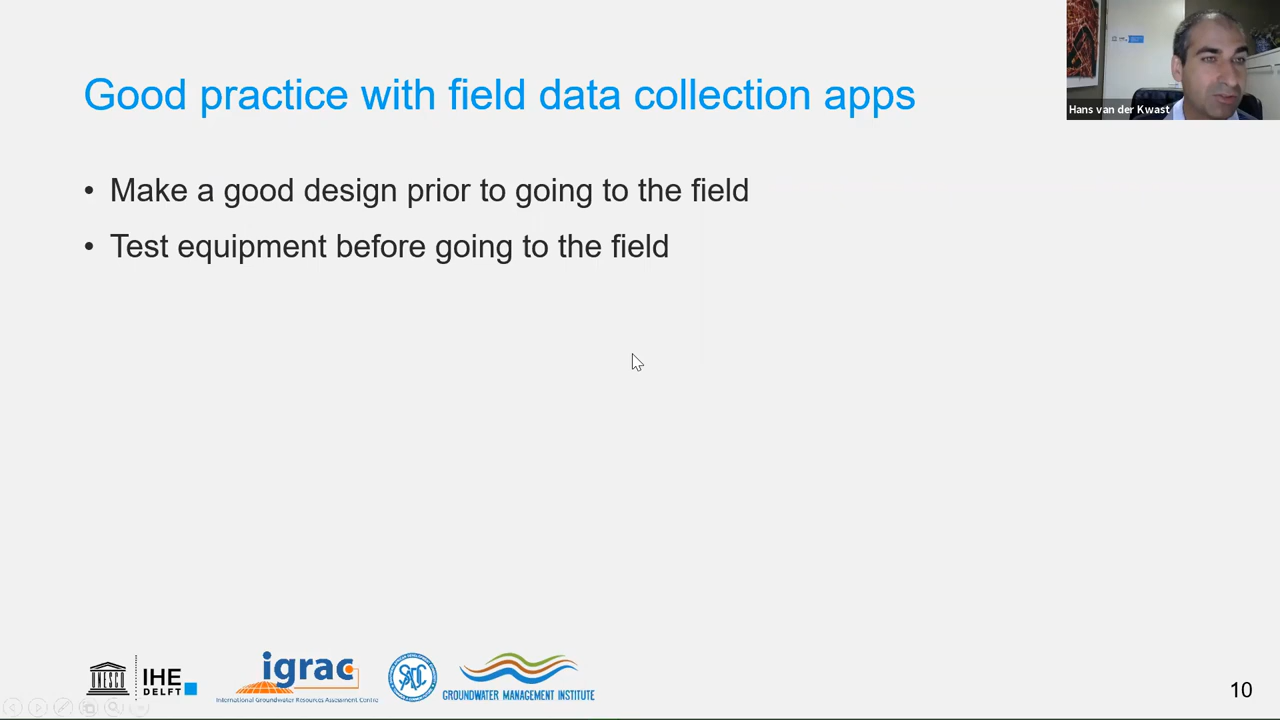 Good practice with field data collection apps
Hans van der Kwast
• Make a good design prior to going to the field
• Test equipment before going to the field
UNESCO
IHE
DELFT
igrac
International Groundwater Resources Assessment Centre
GROUNDWATER MANAGEMENT INSTITUTE
10